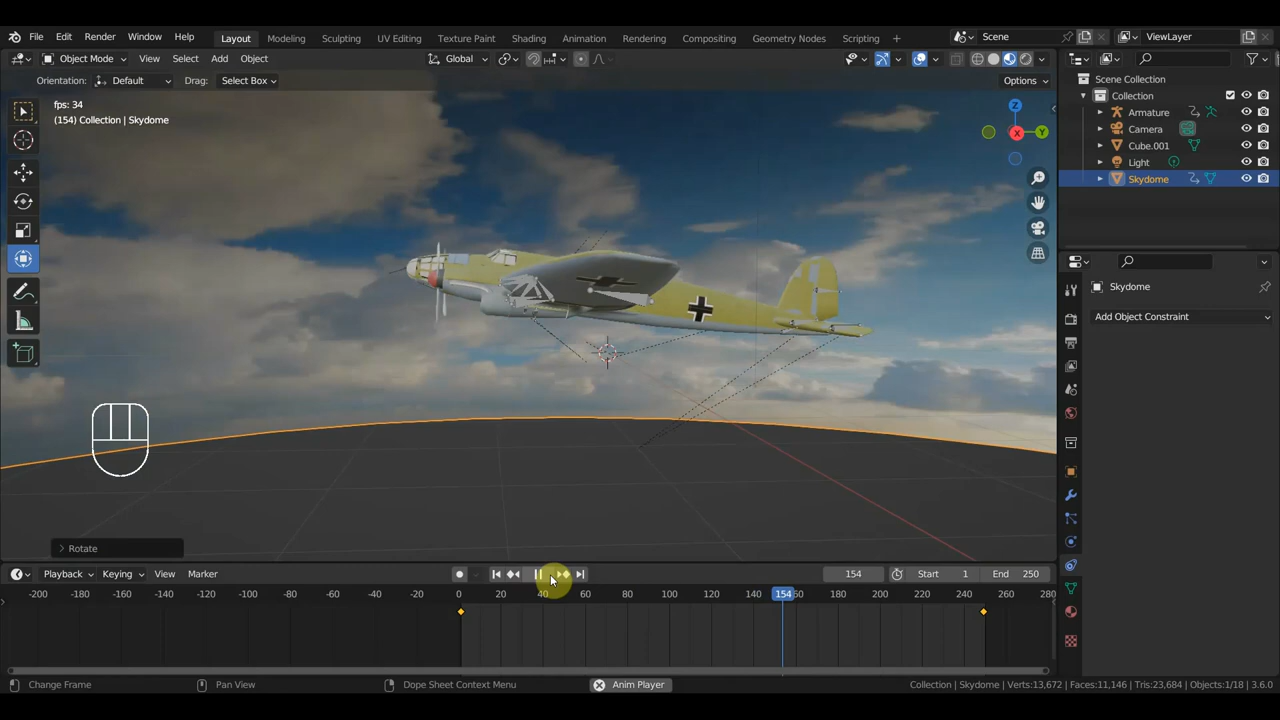 File Edit Render Window Help Layout Modeling Sculpting UV Editing Texture Paint Shading Animation Rendering Compositing Geometry Nodes Scripting + Scene ViewLayer
Object Mode View Select Add Object Global
Orientation: Default Drag: Select Box Options
fps: 34
(154) Collection | Skydome
Z
X
Y
Scene Collection
Collection
Armature
Camera
Cube.001
Light
Skydome
Skydome
Add Object Constraint
Rotate
Playback Keying View Marker 154 Start 1 End 250
-200 -180 -160 -140 -120 -100 -80 -60 -40 -20 0 20 40 60 80 100 120 140 154 160 180 200 220 240 260 280
Change Frame Pan View Dope Sheet Context Menu Anim Player Collection | Skydome | Verts:13,672 | Faces:11,146 | Tris:23,684 | Objects:1/18 | 3.6.0